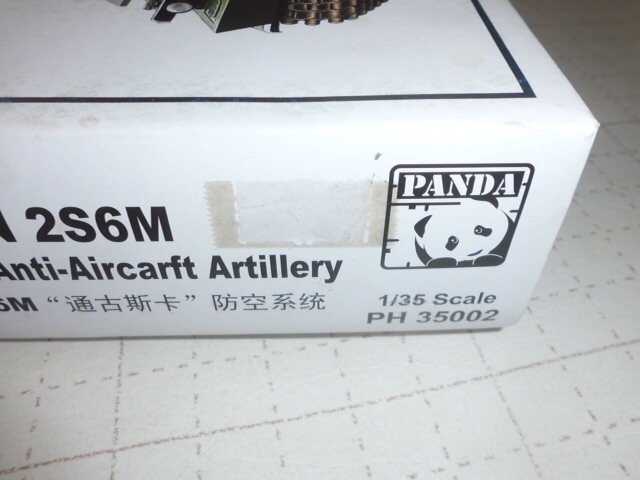 2S6M
Anti-Aircarft Artillery
6M “通古斯卡” 防空系统
PANDA
1/35 Scale
PH 35002